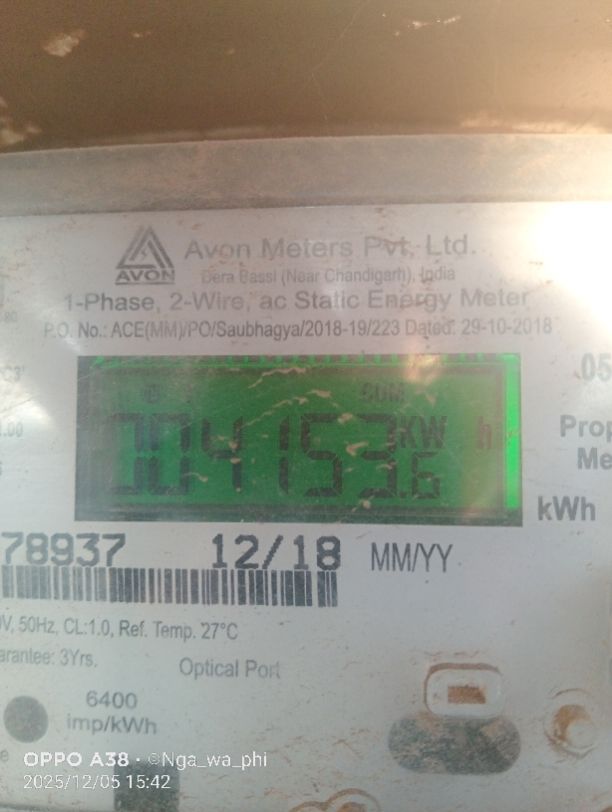 Avon Meters Pvt. Ltd.
AVON
Dera Bassi (Near Chandigarh), India
1-Phase, 2-Wire, ac Static Energy Meter
P.O. No.: ACE(MM)/PO/Saubhagya/2018-19/223 Dated: 29-10-2018
CUM
004153.6 KW h
kWh
78937 12/18 MM/YY
V, 50Hz, CL:1.0, Ref. Temp. 27°C
arantee: 3Yrs.
Optical Port
6400
imp/kWh
OPPO A38 · ©Nga_wa_phi
2025/12/05 15:42